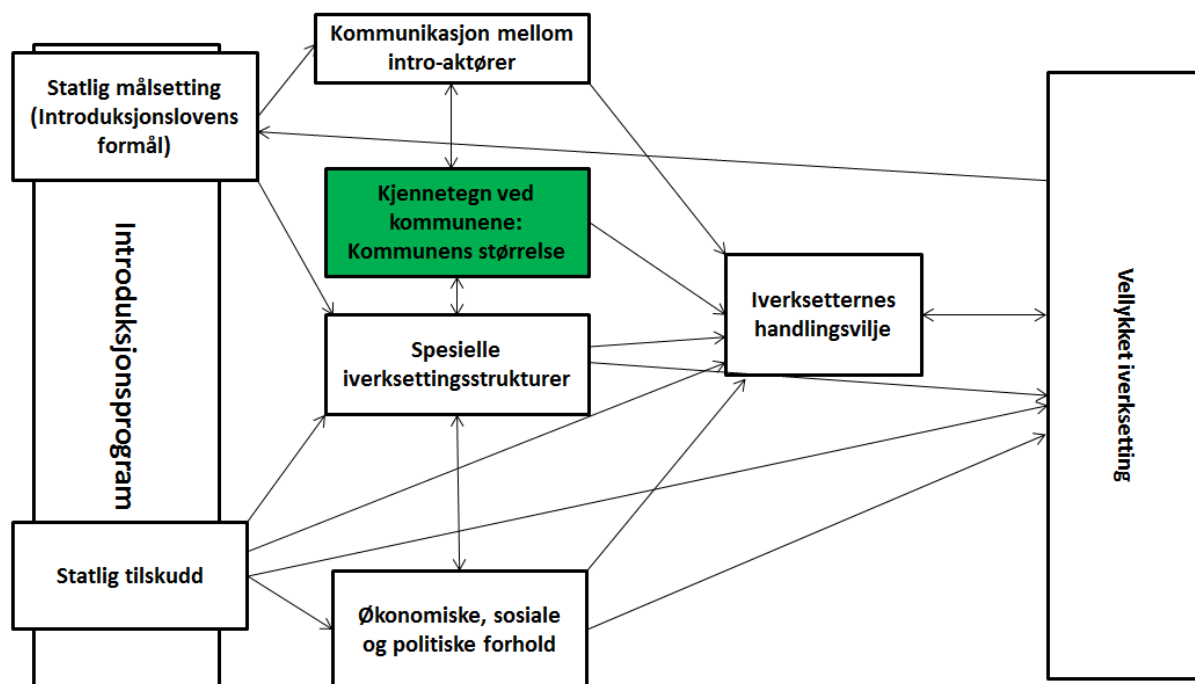 Statlig målsetting
(Introduksjonslovens
formål)
Introduksjonsprogram
Statlig tilskudd
Kommunikasjon mellom
intro-aktører
Kjennetegn ved
kommunene:
Kommunens størrelse
Spesielle
iverksettingsstrukturer
Økonomiske, sosiale
og politiske forhold
Iverksetternes
handlingsvilje
Vellykket iverksetting